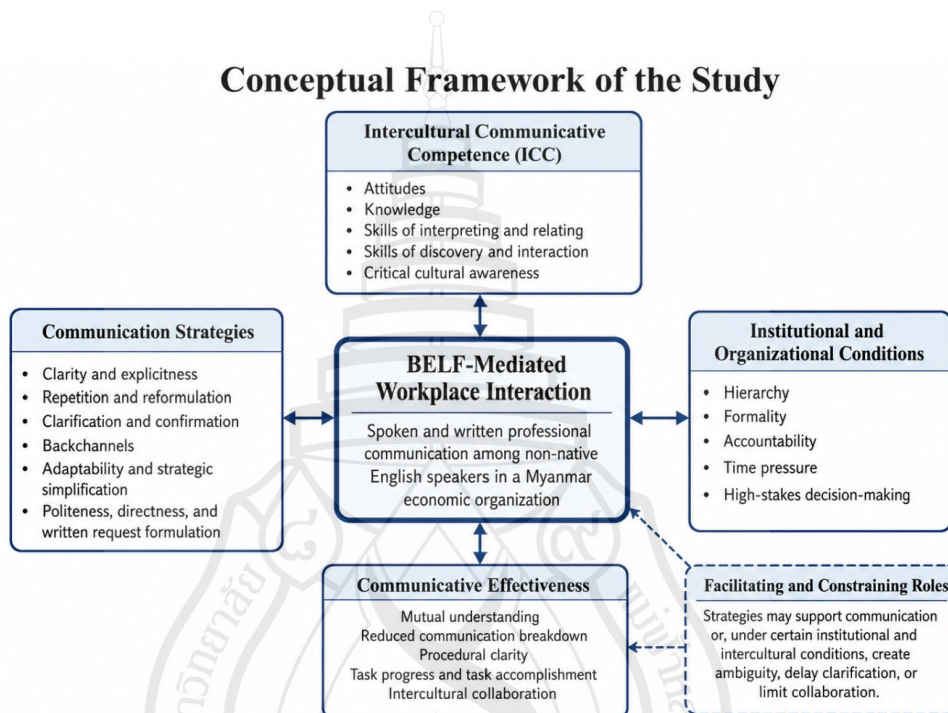 Conceptual Framework of the Study
Intercultural Communicative
Competence (ICC)
• Attitudes
• Knowledge
• Skills of interpreting and relating
• Skills of discovery and interaction
• Critical cultural awareness
Communication Strategies
• Clarity and explicitness
• Repetition and reformulation
• Clarification and confirmation
• Backchannels
• Adaptability and strategic
simplification
• Politeness, directness, and
written request formulation
BELF-Mediated
Workplace Interaction
Spoken and written professional
communication among non-native
English speakers in a Myanmar
economic organization
Institutional and
Organizational Conditions
• Hierarchy
• Formality
• Accountability
• Time pressure
• High-stakes decision-making
Communicative Effectiveness
Mutual understanding
Reduced communication breakdown
Procedural clarity
Task progress and task accomplishment
Intercultural collaboration
Facilitating and Constraining Roles
Strategies may support communication
or, under certain institutional and
intercultural conditions, create
ambiguity, delay clarification, or
limit collaboration.